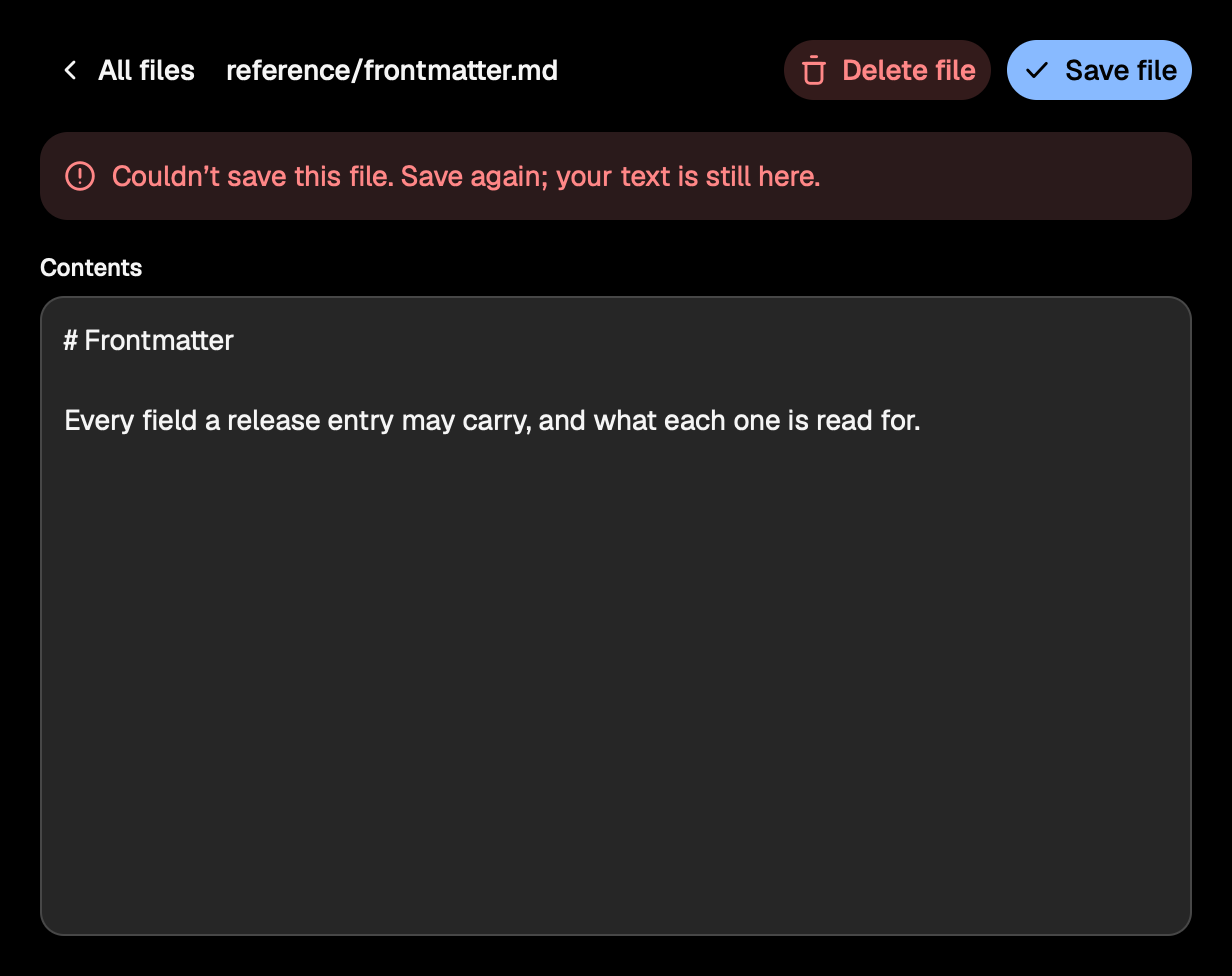 All files reference/frontmatter.md Delete file Save file
Couldn’t save this file. Save again; your text is still here.
Contents
# Frontmatter
Every field a release entry may carry, and what each one is read for.